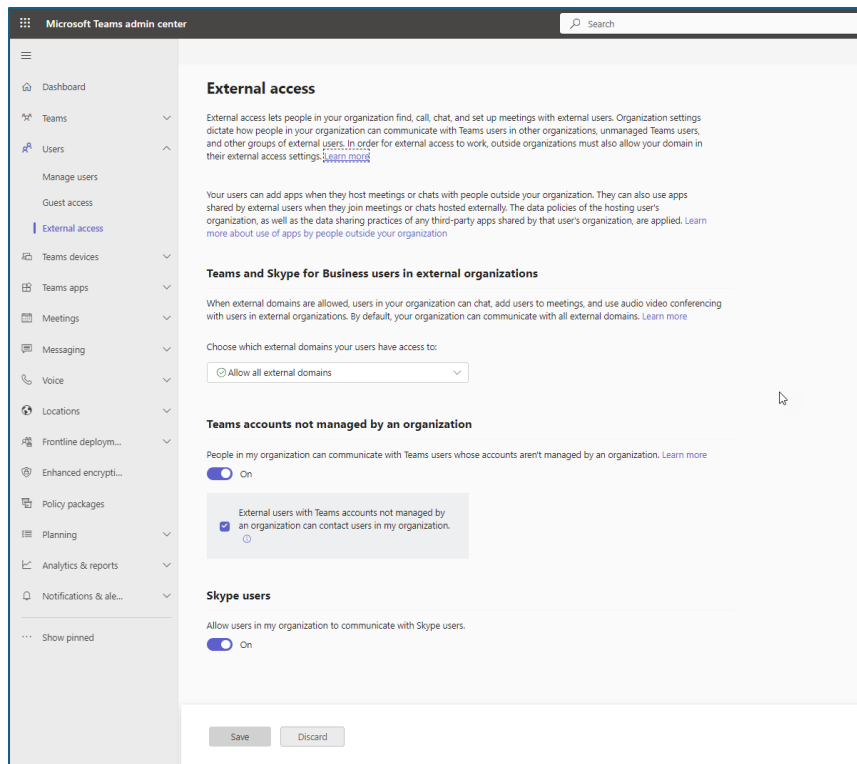 Microsoft Teams admin center
Search
Dashboard
Teams
Users
Manage users
Guest access
External access
Teams devices
Teams apps
Meetings
Messaging
Voice
Locations
Frontline deploym...
Enhanced encrypti...
Policy packages
Planning
Analytics & reports
Notifications & ale...
Show pinned
External access
External access lets people in your organization find, call, chat, and set up meetings with external users. Organization settings
dictate how people in your organization can communicate with Teams users in other organizations, unmanaged Teams users,
and other groups of external users. In order for external access to work, outside organizations must also allow your domain in
their external access settings. Learn more
Your users can add apps when they host meetings or chats with people outside your organization. They can also use apps
shared by external users when they join meetings or chats hosted externally. The data policies of the hosting user's
organization, as well as the data sharing practices of any third-party apps shared by that user's organization, are applied. Learn
more about use of apps by people outside your organization
Teams and Skype for Business users in external organizations
When external domains are allowed, users in your organization can chat, add users to meetings, and use audio video conferencing
with users in external organizations. By default, your organization can communicate with all external domains. Learn more
Choose which external domains your users have access to:
Allow all external domains
Teams accounts not managed by an organization
People in my organization can communicate with Teams users whose accounts aren't managed by an organization. Learn more
On
External users with Teams accounts not managed by
an organization can contact users in my organization.
Skype users
Allow users in my organization to communicate with Skype users.
On
Save
Discard